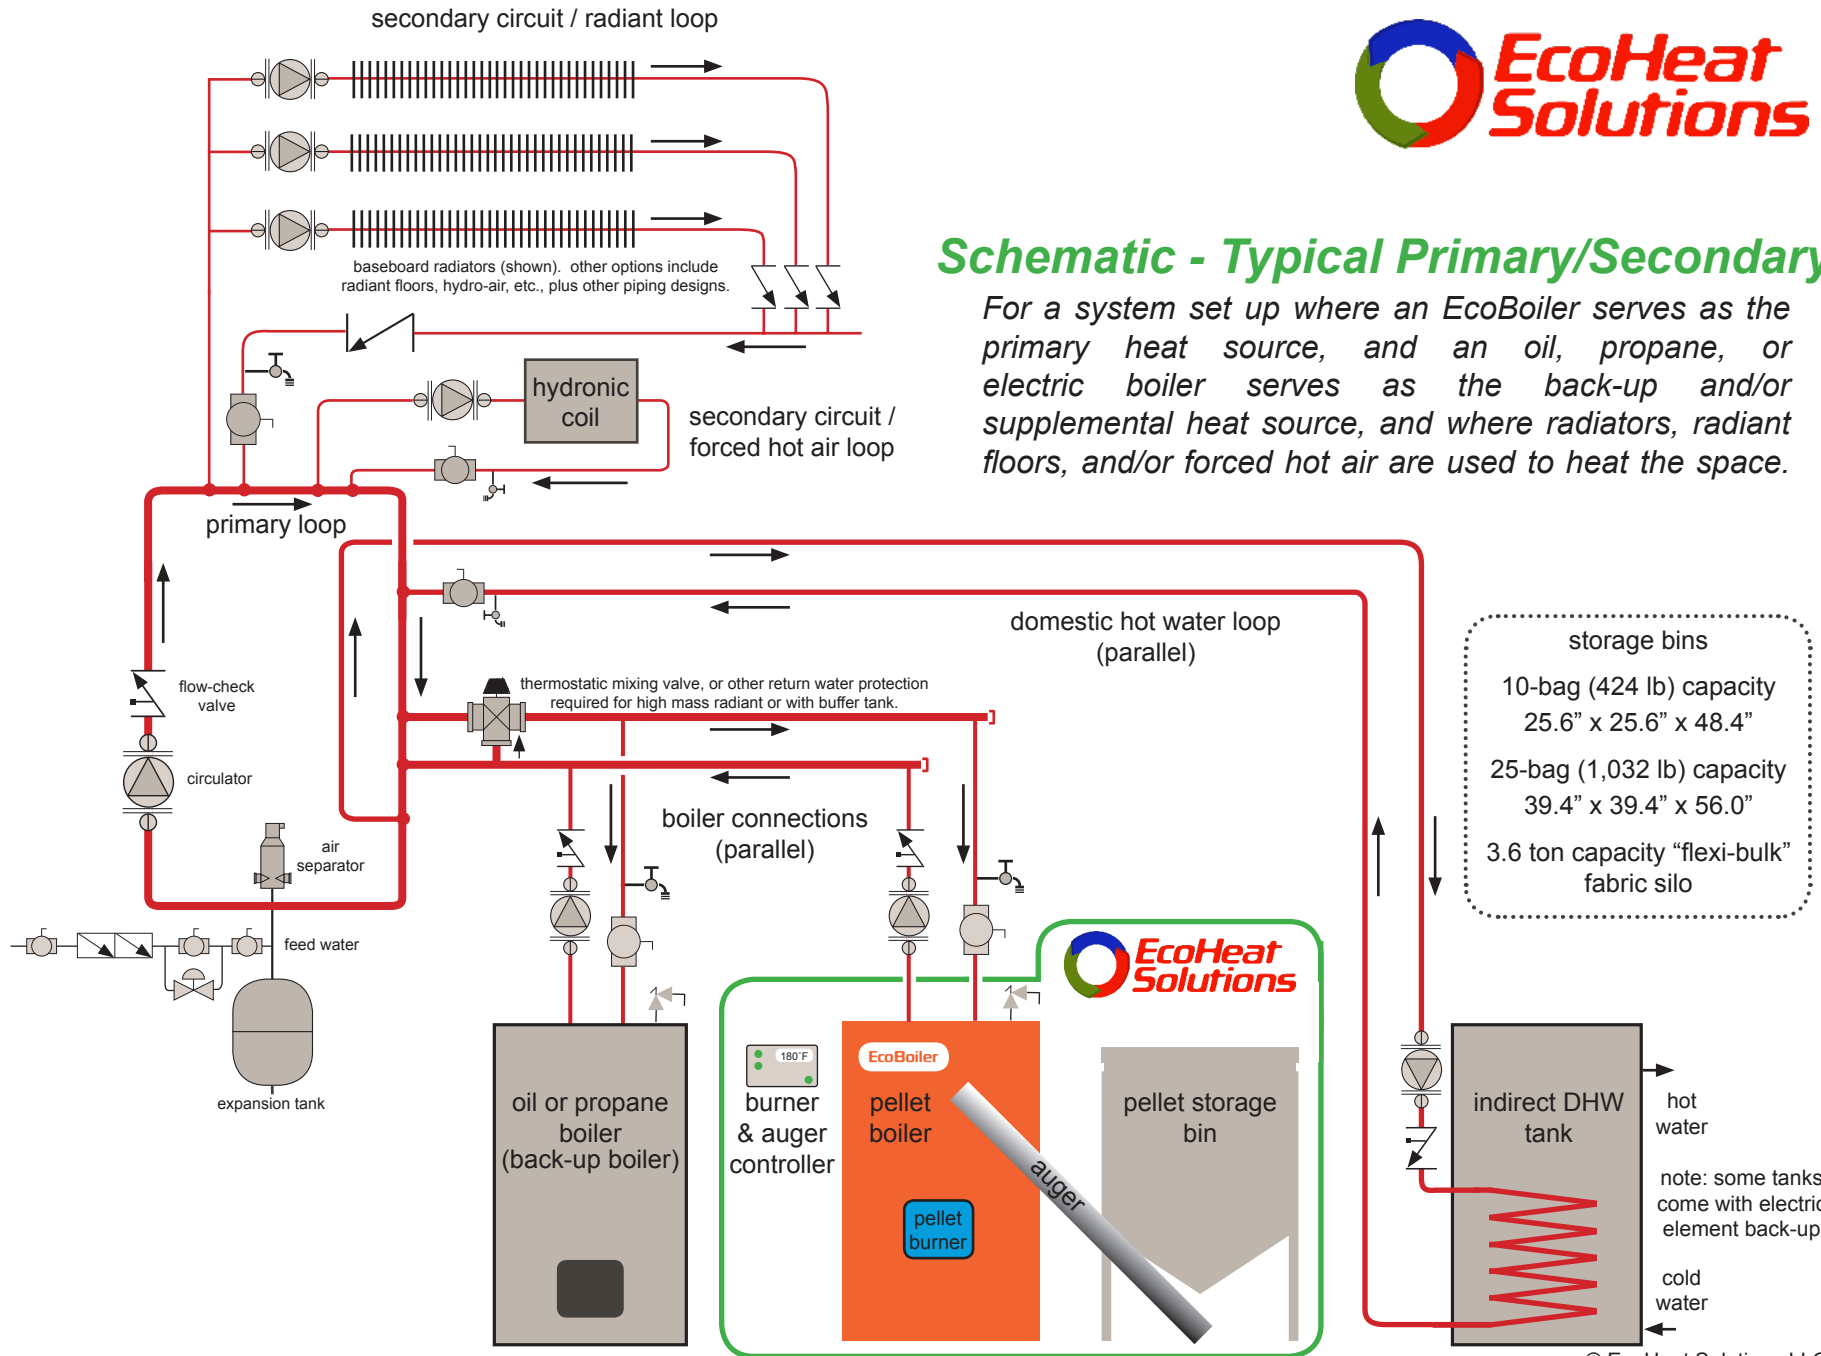 secondary circuit / radiant loop
EcoHeat
Solutions
Schematic - Typical Primary/Secondary
For a system set up where an EcoBoiler serves as the
primary heat source, and an oil, propane, or
electric boiler serves as the back-up and/or
supplemental heat source, and where radiators, radiant
floors, and/or forced hot air are used to heat the space.
baseboard radiators (shown). other options include
radiant floors, hydro-air, etc., plus other piping designs.
hydronic
coil
secondary circuit /
forced hot air loop
primary loop
domestic hot water loop
(parallel)
flow-check
valve
thermostatic mixing valve, or other return water protection
required for high mass radiant or with buffer tank.
circulator
boiler connections
(parallel)
air
separator
feed water
expansion tank
storage bins
10-bag (424 lb) capacity
25.6” x 25.6” x 48.4”
25-bag (1,032 lb) capacity
39.4” x 39.4” x 56.0”
3.6 ton capacity “flexi-bulk”
fabric silo
EcoHeat
Solutions
oil or propane
boiler
(back-up boiler)
180˚F
burner
& auger
controller
EcoBoiler
pellet
boiler
pellet
burner
auger
pellet storage
bin
indirect DHW
tank
hot
water
note: some tanks
come with electric
element back-up
cold
water